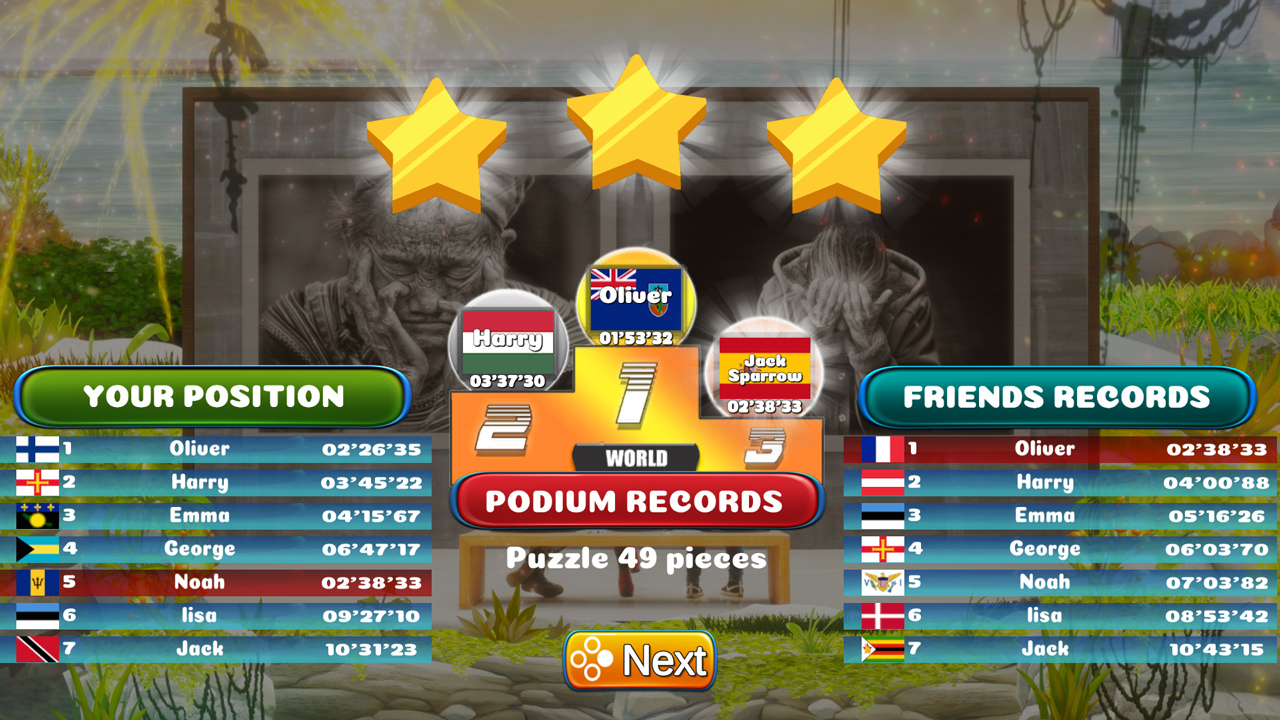 Oliver
01'53'32
Harry
03'37'30
Jack
Sparrow
02'38'33
1
2
3
WORLD
PODIUM RECORDS
Puzzle 49 pieces
YOUR POSITION
1 Oliver 02'26'35
2 Harry 03'45'22
3 Emma 04'15'67
4 George 06'47'17
5 Noah 02'38'33
6 lisa 09'27'10
7 Jack 10'31'23
FRIENDS RECORDS
1 Oliver 02'38'33
2 Harry 04'00'88
3 Emma 05'16'26
4 George 06'03'70
5 Noah 07'03'82
6 lisa 08'53'42
7 Jack 10'43'15
Next